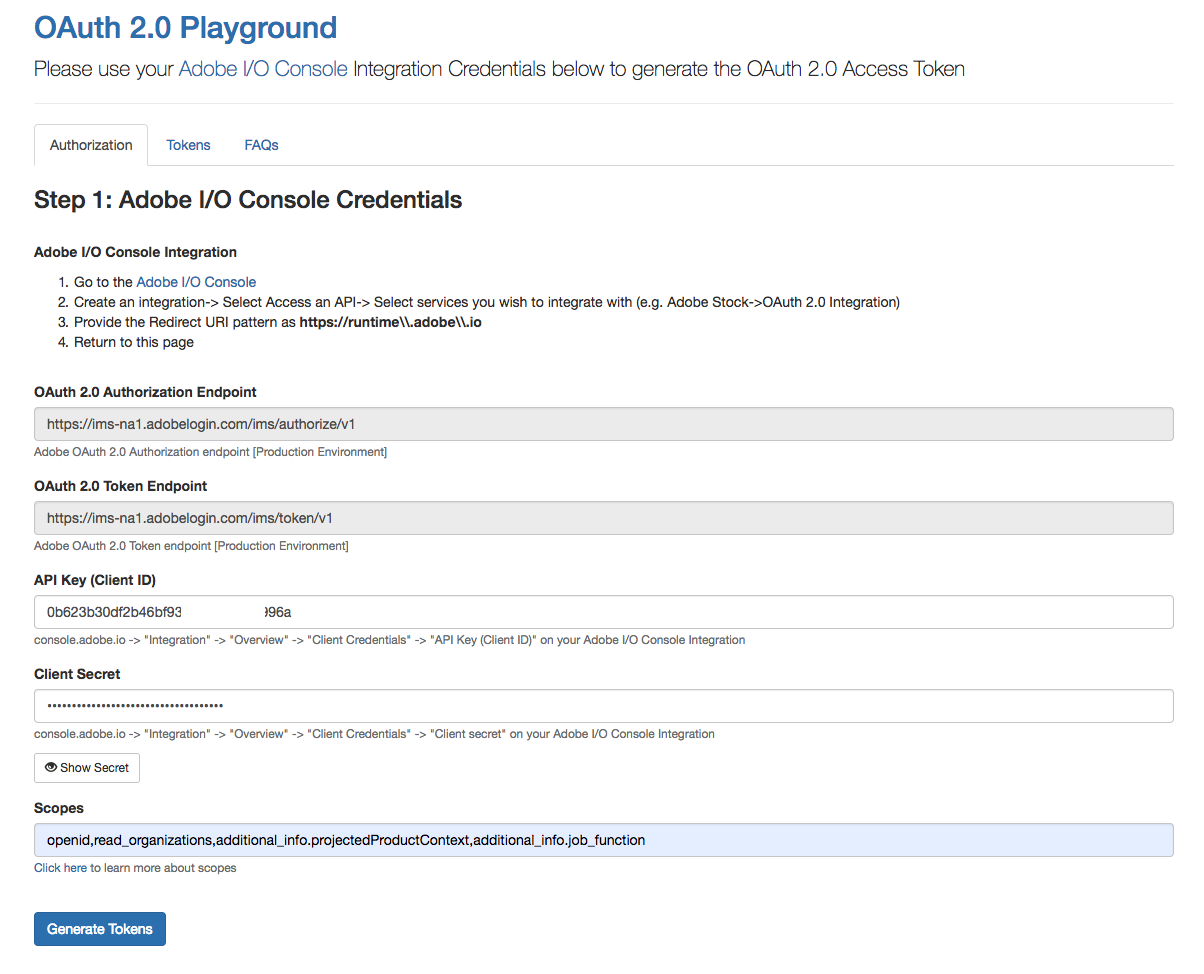 OAuth 2.0 Playground
Please use your Adobe I/O Console Integration Credentials below to generate the OAuth 2.0 Access Token
Authorization
Tokens
FAQs
Step 1: Adobe I/O Console Credentials
Adobe I/O Console Integration
1. Go to the Adobe I/O Console
2. Create an integration-> Select Access an API-> Select services you wish to integrate with (e.g. Adobe Stock->OAuth 2.0 Integration)
3. Provide the Redirect URI pattern as https://runtime\\.adobe\\.io
4. Return to this page
OAuth 2.0 Authorization Endpoint
https://ims-na1.adobelogin.com/ims/authorize/v1
Adobe OAuth 2.0 Authorization endpoint [Production Environment]
OAuth 2.0 Token Endpoint
https://ims-na1.adobelogin.com/ims/token/v1
Adobe OAuth 2.0 Token endpoint [Production Environment]
API Key (Client ID)
0b623b30df2b46bf93 996a
console.adobe.io -> "Integration" -> "Overview" -> "Client Credentials" -> "API Key (Client ID)" on your Adobe I/O Console Integration
Client Secret
••••••••••••••••••••••••••••••••••••
console.adobe.io -> "Integration" -> "Overview" -> "Client Credentials" -> "Client secret" on your Adobe I/O Console Integration
Show Secret
Scopes
openid,read_organizations,additional_info.projectedProductContext,additional_info.job_function
Click here to learn more about scopes
Generate Tokens